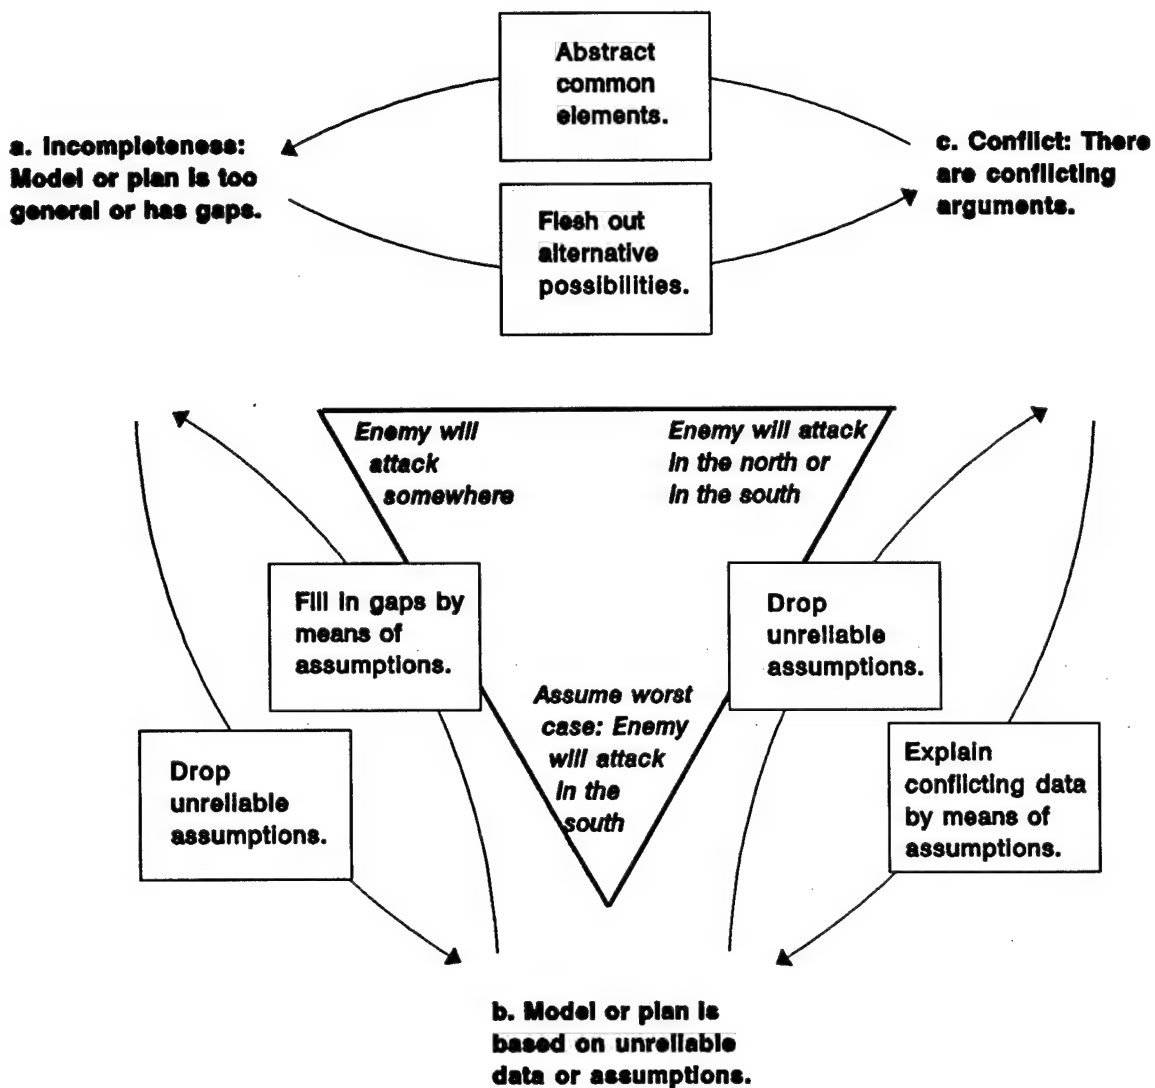 Abstract
common
elements.
a. Incompleteness:
Model or plan is too
general or has gaps.
c. Conflict: There
are conflicting
arguments.
Flesh out
alternative
possibilities.
Enemy will
attack
somewhere
Enemy will attack
in the north or
in the south
Fill in gaps by
means of
assumptions.
Drop
unreliable
assumptions.
Assume worst
case: Enemy
will attack
in the
south
Drop
unreliable
assumptions.
Explain
conflicting data
by means of
assumptions.
b. Model or plan is
based on unreliable
data or assumptions.